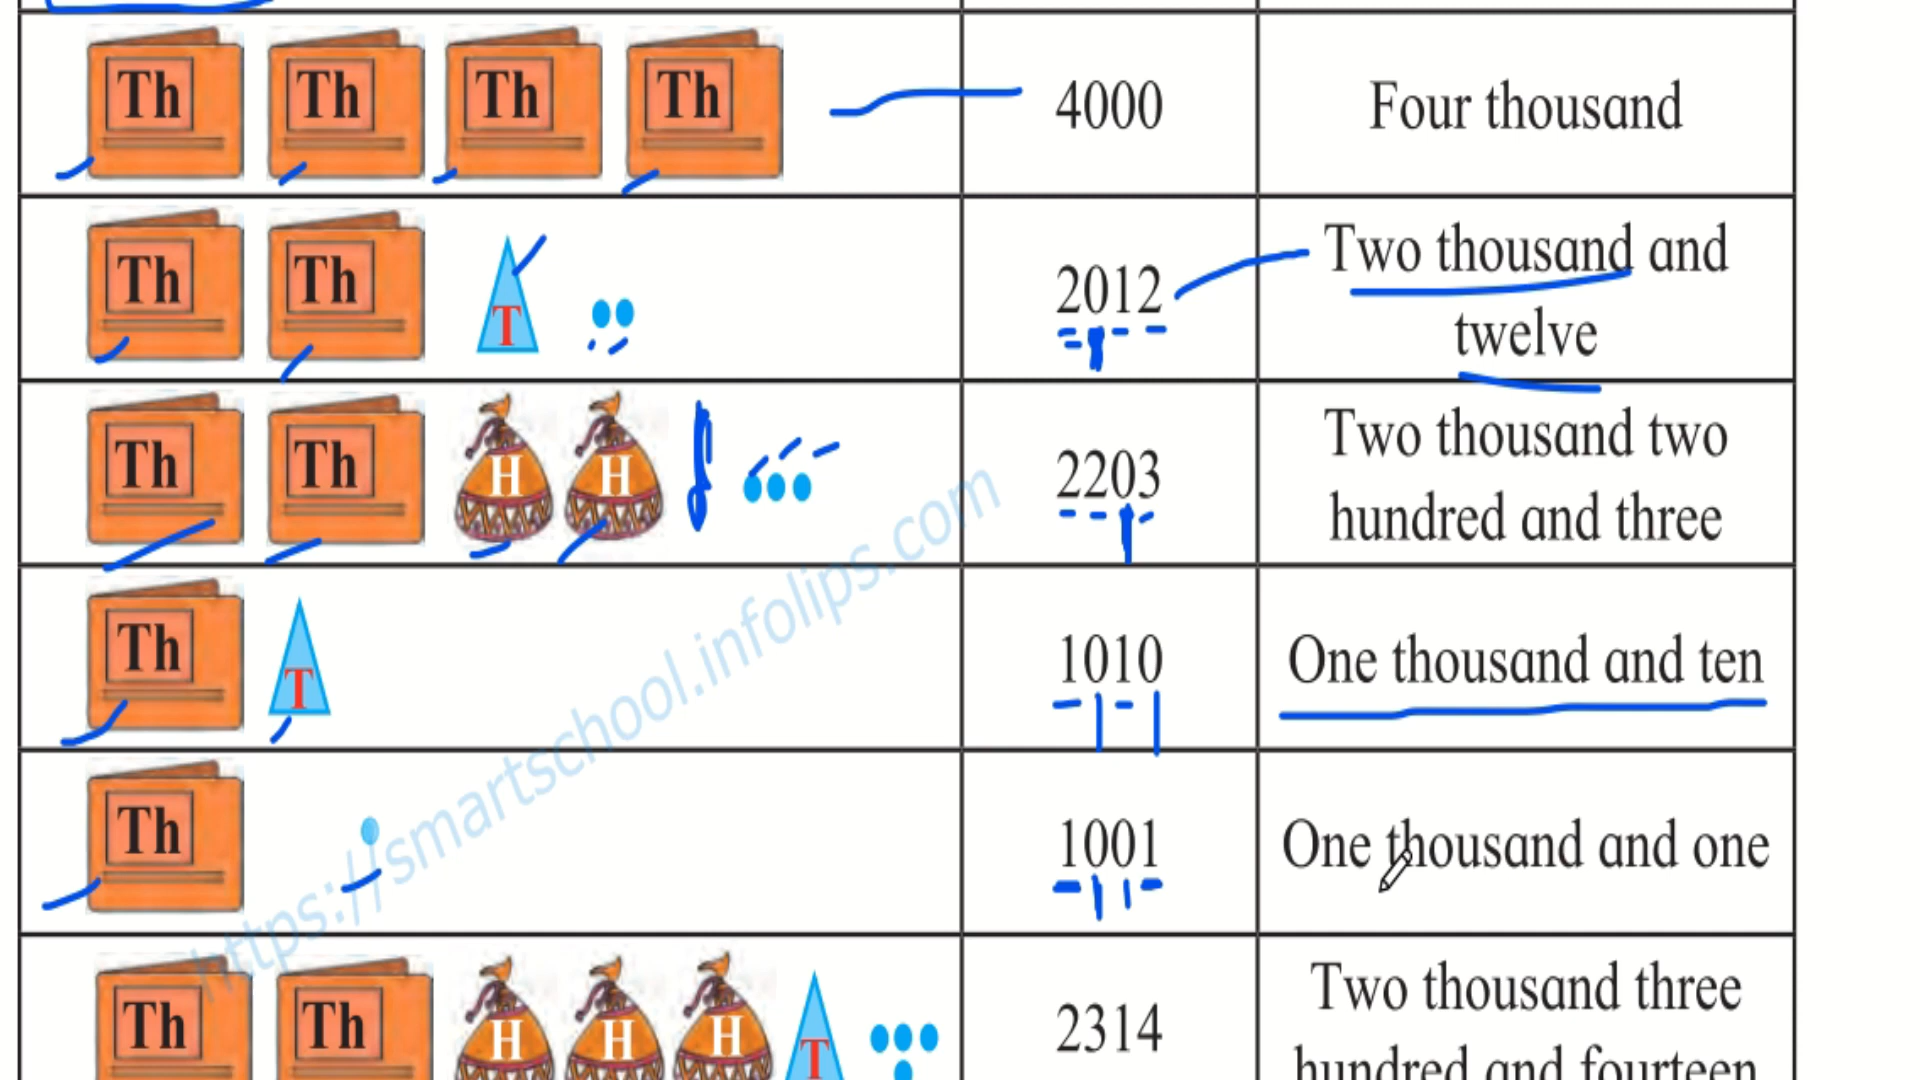 Th Th Th Th 4000 Four thousand
Th Th T 2012 Two thousand and
twelve
Th Th H H 2203 Two thousand two
hundred and three
Th T 1010 One thousand and ten
Th 1001 One thousand and one
Th Th H H H T 2314 Two thousand three
hundred and fourteen
https://smartschool.infolips.com